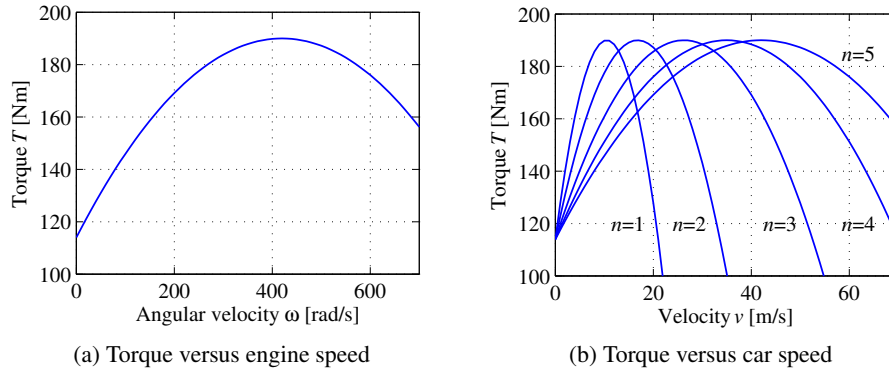 200
180
160
140
120
100
Torque T [Nm]
0 200 400 600
Angular velocity ω [rad/s]
(a) Torque versus engine speed
200
180
160
140
120
100
Torque T [Nm]
n=5
n=1 n=2 n=3 n=4
0 20 40 60
Velocity v [m/s]
(b) Torque versus car speed